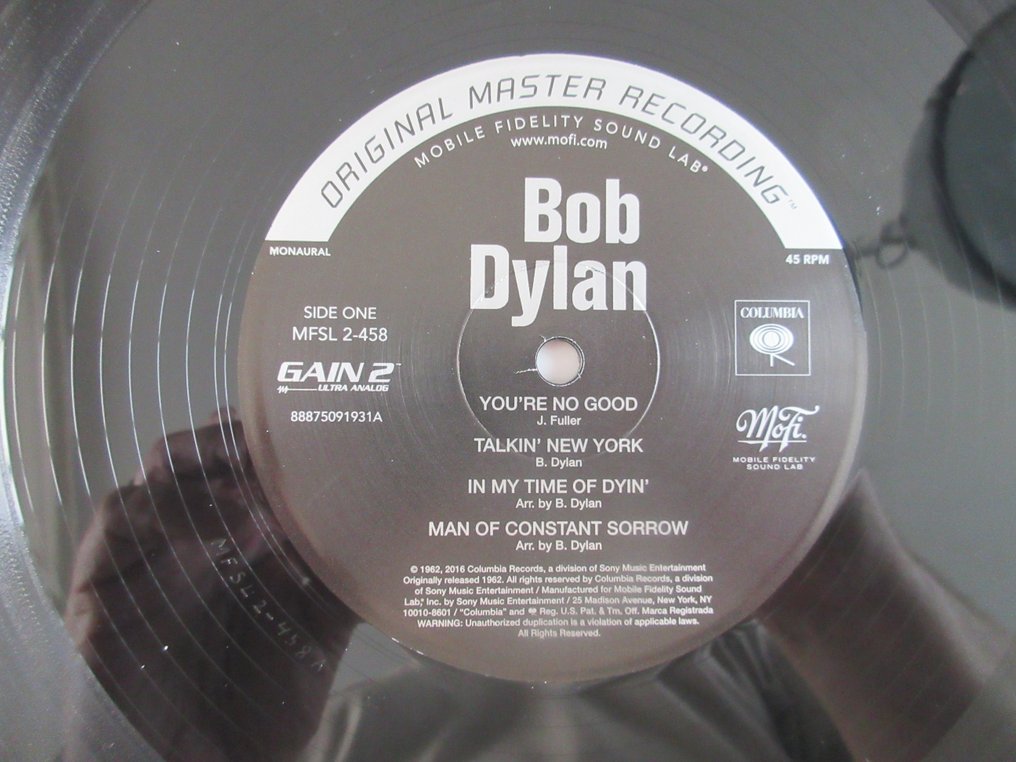 ORIGINAL MASTER RECORDING™
MOBILE FIDELITY SOUND LAB®
www.mofi.com
Bob
Dylan
MONAURAL
45 RPM
SIDE ONE
MFSL 2-458
GAIN 2™
ULTRA ANALOG
88875091931A
COLUMBIA
MoFi
MOBILE FIDELITY
SOUND LAB
YOU'RE NO GOOD
J. Fuller
TALKIN' NEW YORK
B. Dylan
IN MY TIME OF DYIN'
Arr. by B. Dylan
MAN OF CONSTANT SORROW
Arr. by B. Dylan
© 1962, 2016 Columbia Records, a division of Sony Music Entertainment
Originally released 1962. All rights reserved by Columbia Records, a division
of Sony Music Entertainment / Manufactured for Mobile Fidelity Sound
Lab, Inc. by Sony Music Entertainment / 25 Madison Avenue, New York, NY
10010-8601 / "Columbia" and Reg. U.S. Pat. & Tm. Off. Marca Registrada
WARNING: Unauthorized duplication is a violation of applicable laws.
All Rights Reserved.
MFSL 2-458 A